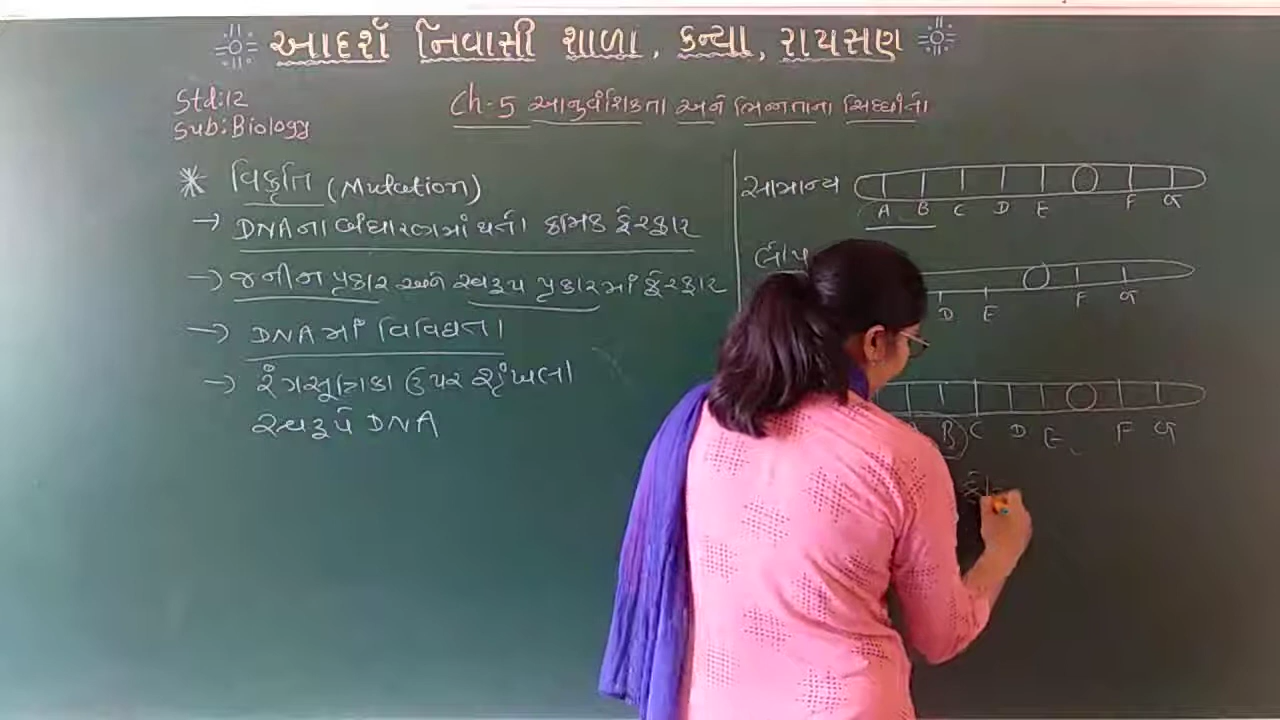 આદર્શ નિવાસી શાળા, કન્યા, રાયસણ
Std:12
Sub:Biology
Ch-5 આનુવંશિકતા અને ભિન્નતાના સિદ્ધાંતો
* વિકૃતિ (Mutation)
→ DNAના બંધારણમાં થતો ક્રમિક ફેરફાર
→ જનીન પ્રકાર અને સ્વરૂપ પ્રકારમાં ફેરફાર
→ DNAમાં વિવિધતા
→ રંગસૂત્રિકા ઉપર શૃંખલા
સ્વરૂપે DNA
સામાન્ય
A B C D E F G
લોપ
D E F G
B C D E F G